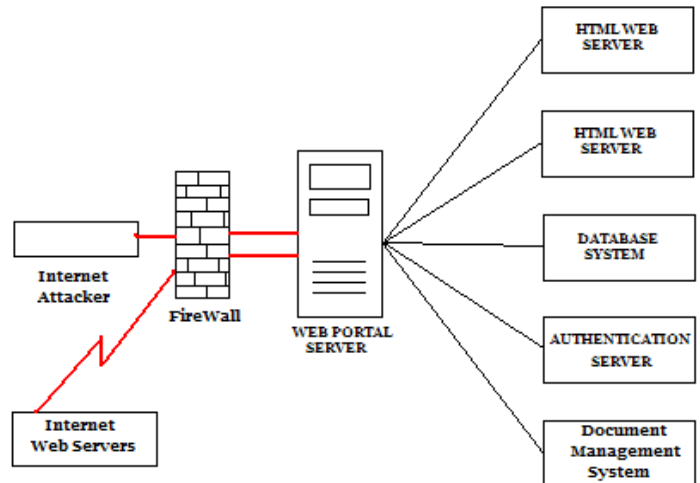 HTML WEB
SERVER
HTML WEB
SERVER
DATABASE
SYSTEM
AUTHENTICATION
SERVER
Document
Management
System
WEB PORTAL
SERVER
FireWall
Internet
Attacker
Internet
Web Servers